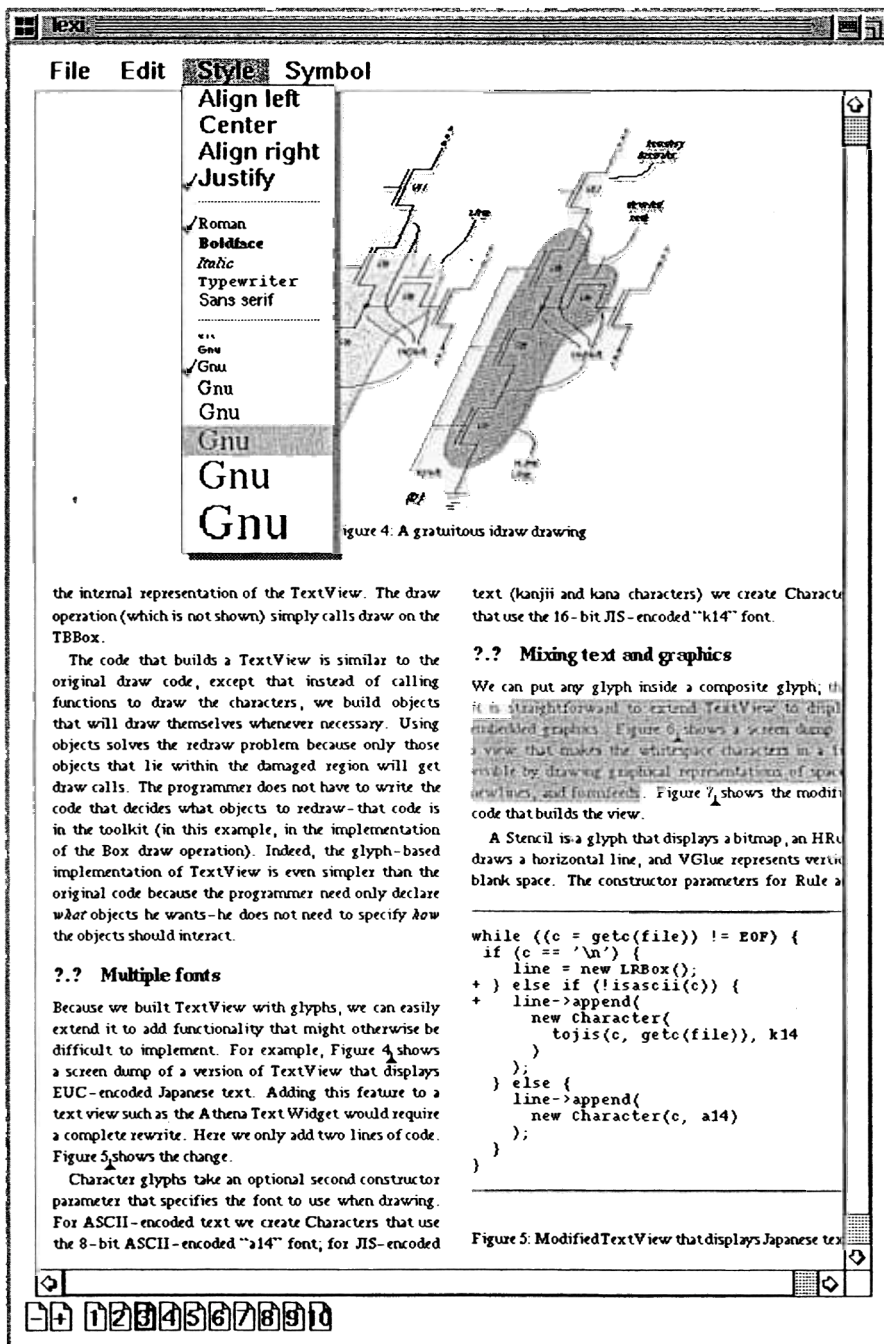 lexi
File Edit Style Symbol
Align left
Center
Align right
Justify
Roman
Boldface
Italic
Typewriter
Sans serif
Gnu
Gnu
Gnu
Gnu
Gnu
Gnu
Gnu
igure 4: A gratuitous idraw drawing
the internal representation of the TextView. The draw
operation (which is not shown) simply calls draw on the
TBBox.
The code that builds a TextView is similar to the
original draw code, except that instead of calling
functions to draw the characters, we build objects
that will draw themselves whenever necessary. Using
objects solves the redraw problem because only those
objects that lie within the damaged region will get
draw calls. The programmer does not have to write the
code that decides what objects to redraw-that code is
in the toolkit (in this example, in the implementation
of the Box draw operation). Indeed, the glyph-based
implementation of TextView is even simpler than the
original code because the programmer need only declare
what objects he wants-he does not need to specify how
the objects should interact.
?.? Multiple fonts
Because we built TextView with glyphs, we can easily
extend it to add functionality that might otherwise be
difficult to implement. For example, Figure 4 shows
a screen dump of a version of TextView that displays
EUC-encoded Japanese text. Adding this feature to a
text view such as the Athena Text Widget would require
a complete rewrite. Here we only add two lines of code.
Figure 5 shows the change.
Character glyphs take an optional second constructor
parameter that specifies the font to use when drawing.
For ASCII-encoded text we create Characters that use
the 8-bit ASCII-encoded "a14" font; for JIS-encoded
text (kanjii and kana characters) we create Characte
that use the 16-bit JIS-encoded "k14" font.
?.? Mixing text and graphics
We can put any glyph inside a composite glyph; th
it is straightforward to extend TextView to displ
embedded graphics. Figure 6 shows a screen dump
a view that makes the whitespace characters in a fi
visible by drawing graphical representations of space
newlines, and formfeeds. Figure 7 shows the modifi
code that builds the view.
A Stencil is a glyph that displays a bitmap, an HRu
draws a horizontal line, and VGlue represents vertic
blank space. The constructor parameters for Rule a
while ((c = getc(file)) != EOF) {
if (c == '\n') {
line = new LRBox();
+ } else if (!isascii(c)) {
+ line->append(
new Character(
tojis(c, getc(file)), k14
)
);
} else {
line->append(
new Character(c, a14)
);
}
}
Figure 5: Modified TextView that displays Japanese tex
1 2 3 4 5 6 7 8 9 10